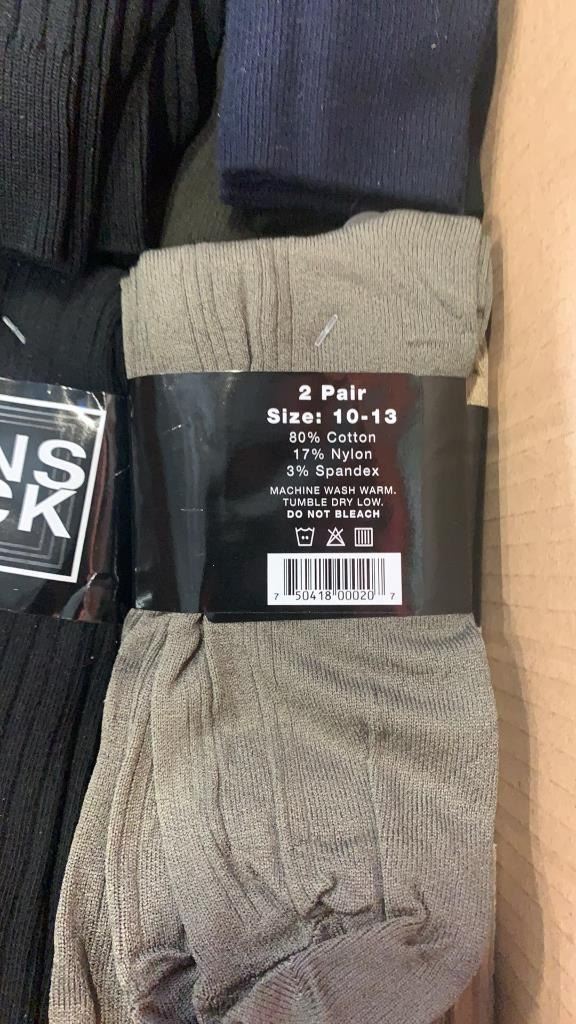 NS
CK
2 Pair
Size: 10-13
80% Cotton
17% Nylon
3% Spandex
MACHINE WASH WARM.
TUMBLE DRY LOW.
DO NOT BLEACH
7 50418 00020 7